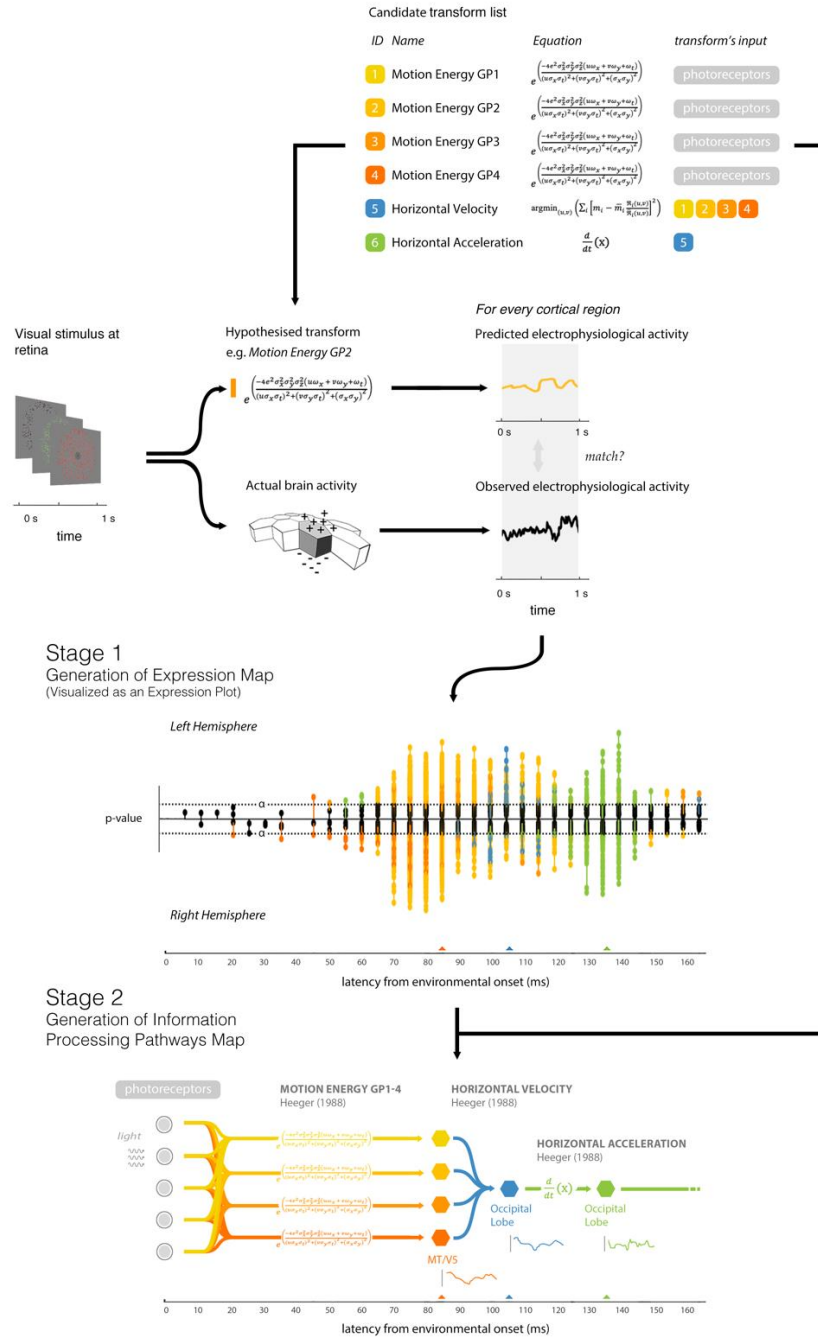 Candidate transform list
ID Name Equation transform's input
1 Motion Energy GP1 photoreceptors
2 Motion Energy GP2 photoreceptors
3 Motion Energy GP3 photoreceptors
4 Motion Energy GP4 photoreceptors
5 Horizontal Velocity 1 2 3 4
6 Horizontal Acceleration d/dt (x) 5
For every cortical region
Visual stimulus at
retina
Hypothesised transform
e.g. Motion Energy GP2
Predicted electrophysiological activity
0 s 1 s
match?
Actual brain activity
Observed electrophysiological activity
0 s 1 s
time
0 s 1 s
time
Stage 1
Generation of Expression Map
(Visualized as an Expression Plot)
Left Hemisphere
α
p-value
α
Right Hemisphere
0 10 20 30 40 50 60 70 80 90 100 110 120 130 140 150 160
latency from environmental onset (ms)
Stage 2
Generation of Information
Processing Pathways Map
photoreceptors
MOTION ENERGY GP1-4
Heeger (1988)
HORIZONTAL VELOCITY
Heeger (1988)
light
HORIZONTAL ACCELERATION
Heeger (1988)
d/dt (x)
Occipital
Lobe
Occipital
Lobe
MT/V5
0 10 20 30 40 50 60 70 80 90 100 110 120 130 140 150 160
latency from environmental onset (ms)